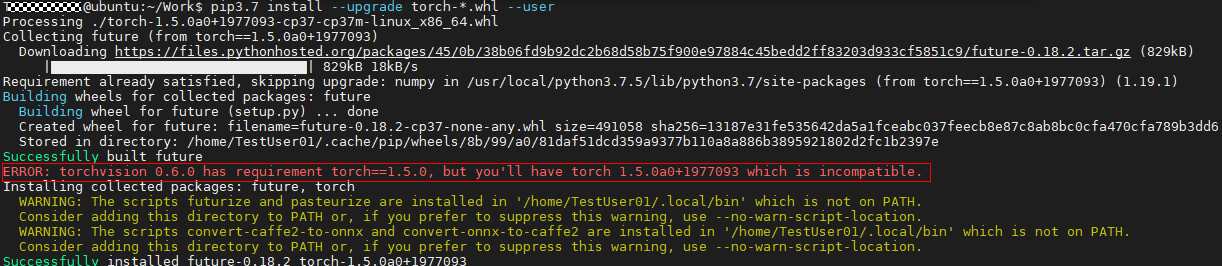 @ubuntu:~/Work$ pip3.7 install --upgrade torch-*.whl --user
Processing ./torch-1.5.0a0+1977093-cp37-cp37m-linux_x86_64.whl
Collecting future (from torch==1.5.0a0+1977093)
Downloading https://files.pythonhosted.org/packages/45/0b/38b06fd9b92dc2b68d58b75f900e97884c45bedd2ff83203d933cf5851c9/future-0.18.2.tar.gz (829kB)
|████████████████████████████████| 829kB 18kB/s
Requirement already satisfied, skipping upgrade: numpy in /usr/local/python3.7.5/lib/python3.7/site-packages (from torch==1.5.0a0+1977093) (1.19.1)
Building wheels for collected packages: future
Building wheel for future (setup.py) ... done
Created wheel for future: filename=future-0.18.2-cp37-none-any.whl size=491058 sha256=13187e31fe535642da5a1fceabc037feecb8e87c8ab8bc0cfa470cfa789b3dd6
Stored in directory: /home/TestUser01/.cache/pip/wheels/8b/99/a0/81daf51dcd359a9377b110a8a886b3895921802d2fc1b2397e
Successfully built future
ERROR: torchvision 0.6.0 has requirement torch==1.5.0, but you'll have torch 1.5.0a0+1977093 which is incompatible.
Installing collected packages: future, torch
WARNING: The scripts futurize and pasteurize are installed in '/home/TestUser01/.local/bin' which is not on PATH.
Consider adding this directory to PATH or, if you prefer to suppress this warning, use --no-warn-script-location.
WARNING: The scripts convert-caffe2-to-onnx and convert-onnx-to-caffe2 are installed in '/home/TestUser01/.local/bin' which is not on PATH.
Consider adding this directory to PATH or, if you prefer to suppress this warning, use --no-warn-script-location.
Successfully installed future-0.18.2 torch-1.5.0a0+1977093